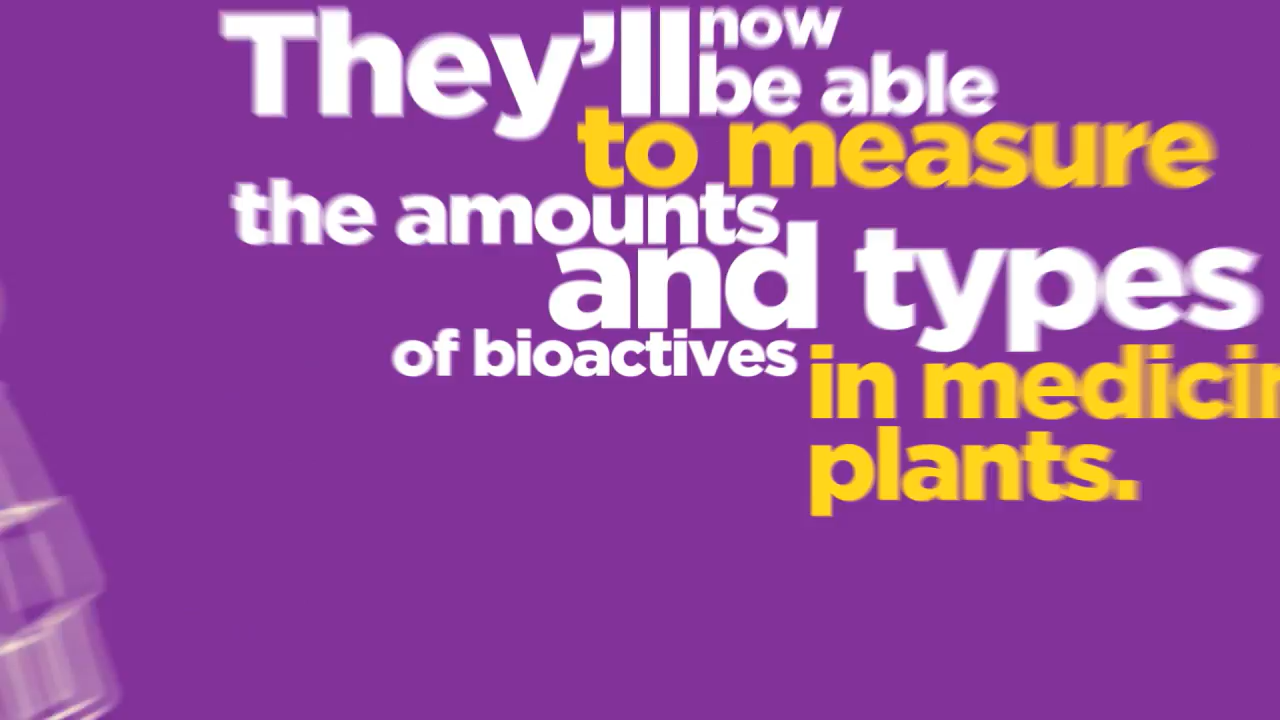 They’ll now
be able
to measure
the amounts
and types
of bioactives
in medicin
plants.